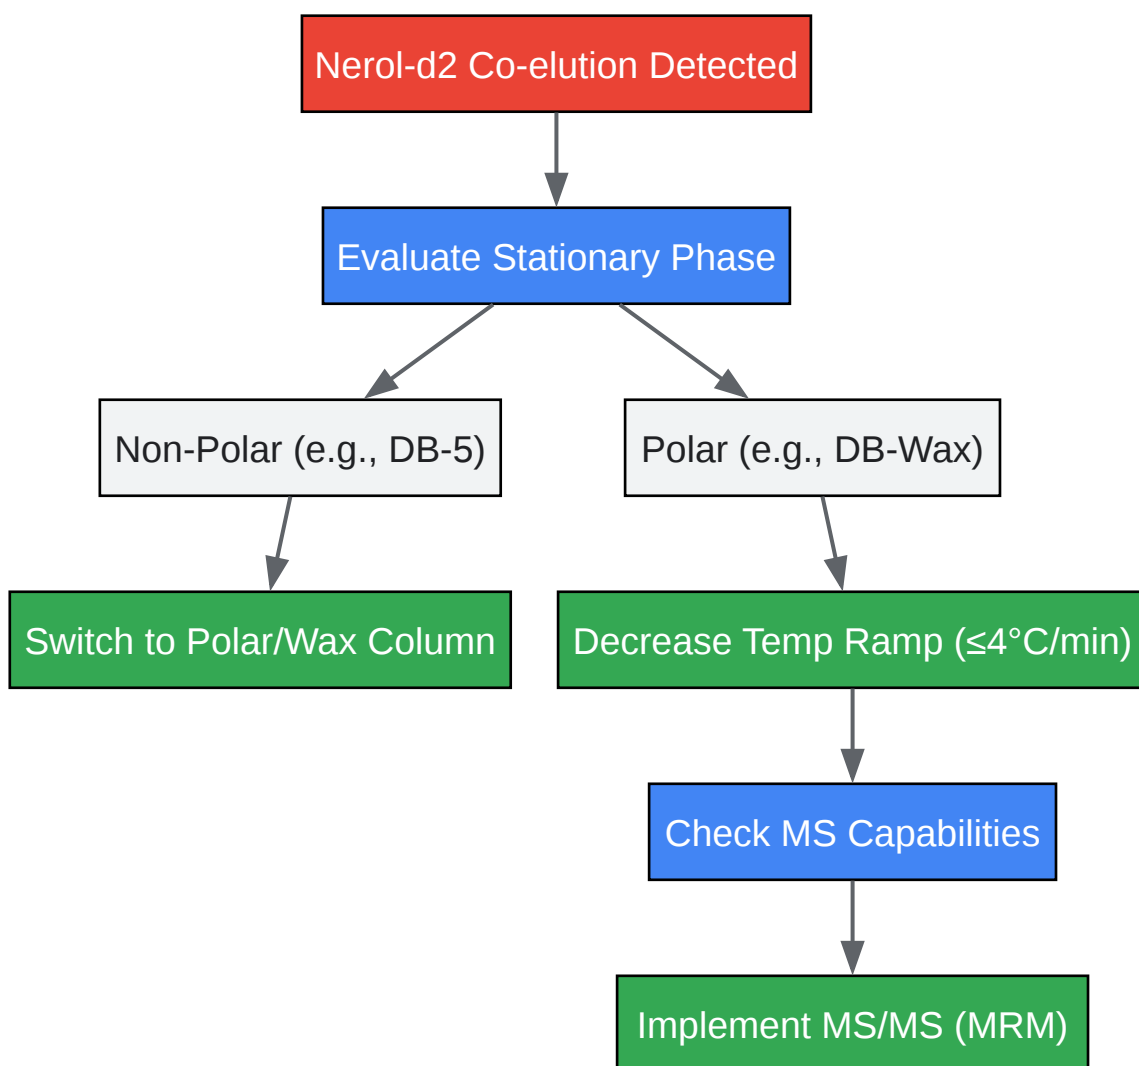 Nerol-d2 Co-elution Detected
Evaluate Stationary Phase
Non-Polar (e.g., DB-5)
Polar (e.g., DB-Wax)
Switch to Polar/Wax Column
Decrease Temp Ramp (≤4°C/min)
Check MS Capabilities
Implement MS/MS (MRM)